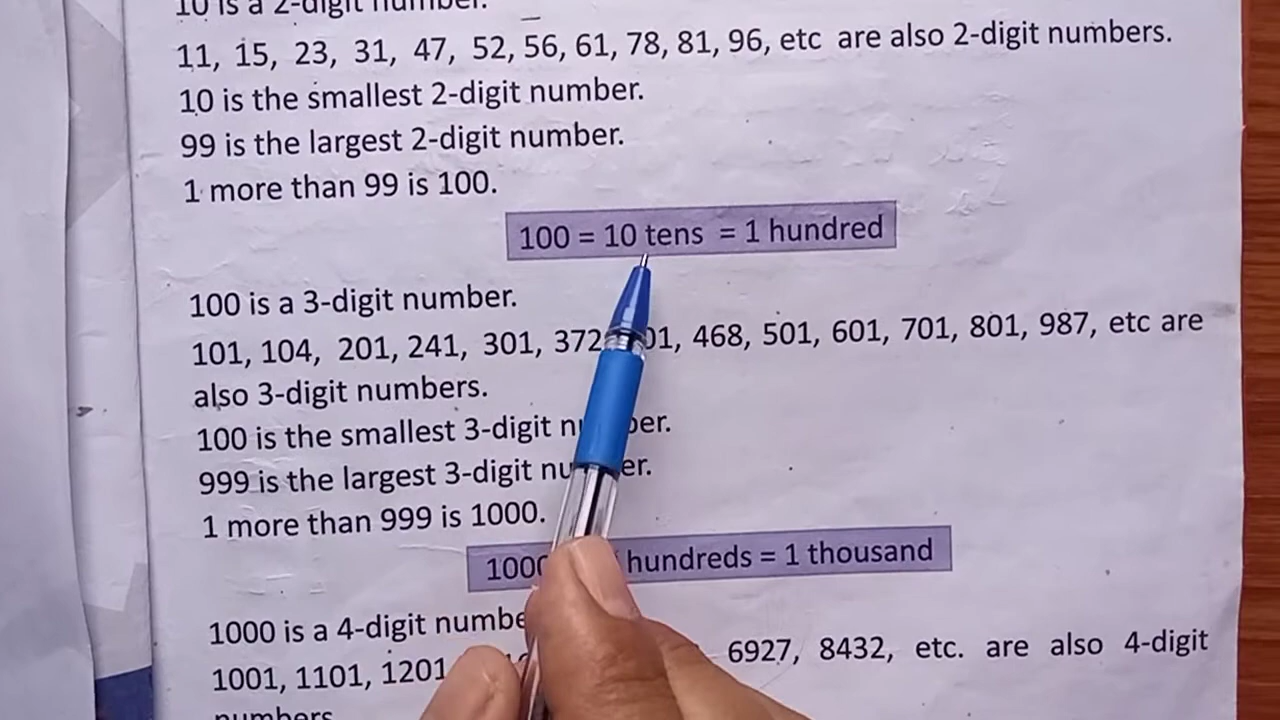 10 is a 2-digit number.
11, 15, 23, 31, 47, 52, 56, 61, 78, 81, 96, etc are also 2-digit numbers.
10 is the smallest 2-digit number.
99 is the largest 2-digit number.
1 more than 99 is 100.
100 = 10 tens = 1 hundred
100 is a 3-digit number.
101, 104, 201, 241, 301, 372, 01, 468, 501, 601, 701, 801, 987, etc are
also 3-digit numbers.
100 is the smallest 3-digit number.
999 is the largest 3-digit number.
1 more than 999 is 1000.
hundreds = 1 thousand
1000 is a 4-digit
1001, 1101, 1201 6927, 8432, etc. are also 4-digit
numbers